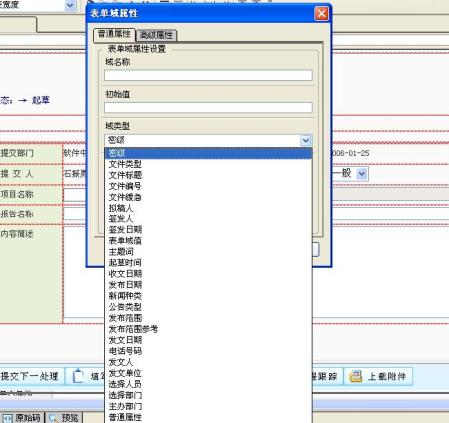 宽度
表单域属性
普通属性 高级属性
表单域属性设置
域名称
初始值
态: → 起草
域类型
密级
密级
文件类型
文件标题
文件编号
文件缓急
拟稿人
签发人
签发日期
表单域值
主题词
起草时间
收文日期
发布日期
新闻种类
公告类型
发布范围
发布范围参考
发文日期
电话号码
发文人
发文单位
选择人员
选择部门
主办部门
普通属性
提交部门 软件中 006-01-25
提 交 人 一般
项目名称
报告名称
内容简述
提交下一处理 填 跟踪 上载附件
原始码 预览